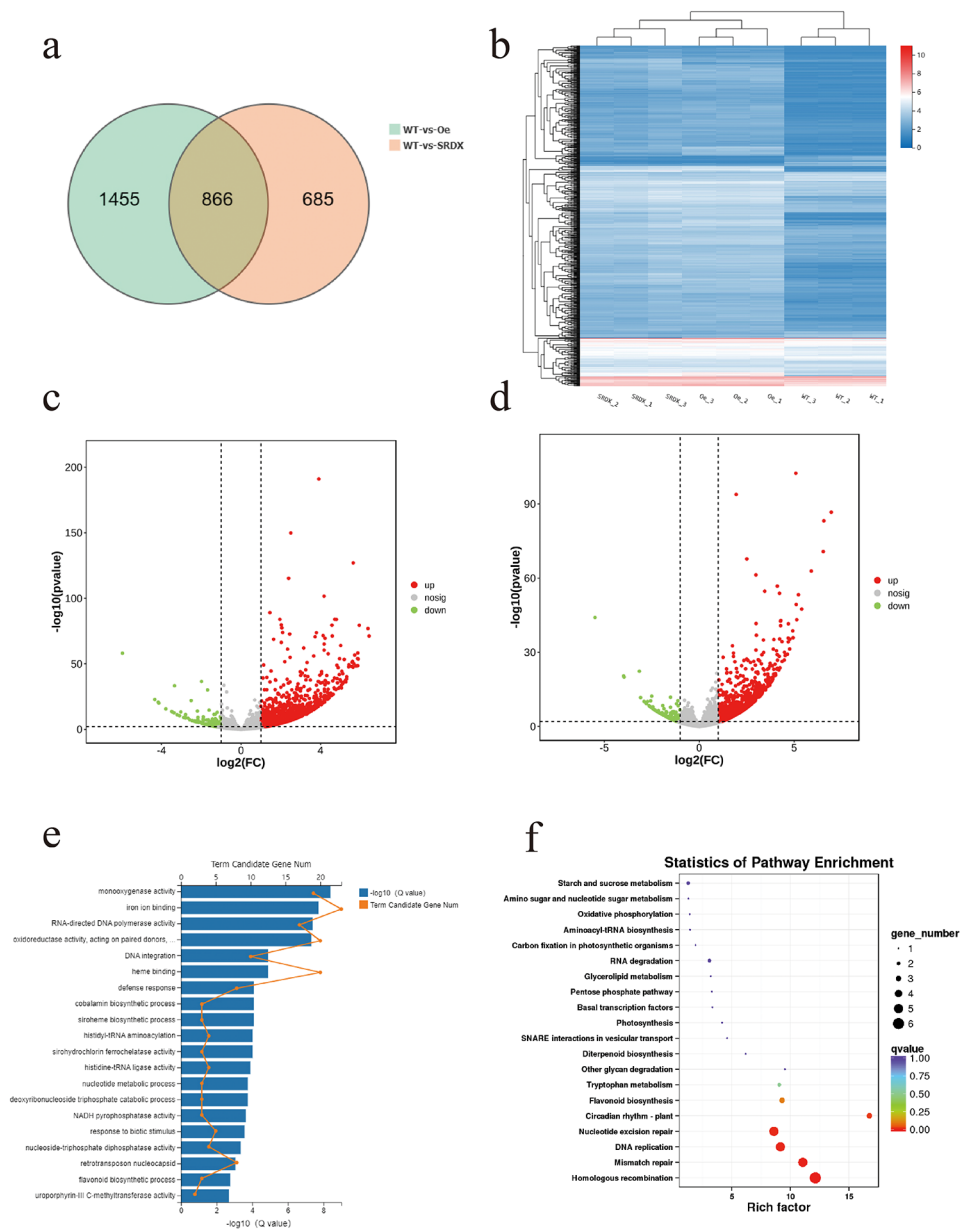 a
1455
866
685
WT-vs-Oe
WT-vs-SRDX
b
10
8
6
4
2
0
SRDX_2
SRDX_1
SRDX_3
Oe_3
Oe_2
Oe_1
WT_3
WT_2
WT_1
c
-log10(pvalue)
200
150
100
50
0
-4
0
4
log2(FC)
up
nosig
down
d
-log10(pvalue)
90
60
30
0
-5
0
5
log2(FC)
up
nosig
down
e
Term Candidate Gene Num
0
5
10
15
20
-log10 (Q value)
Term Candidate Gene Num
monooxygenase activity
iron ion binding
RNA-directed DNA polymerase activity
oxidoreductase activity, acting on paired donors, ...
DNA integration
heme binding
defense response
cobalamin biosynthetic process
siroheme biosynthetic process
histidyl-tRNA aminoacylation
sirohydrochlorin ferrochelatase activity
histidine-tRNA ligase activity
nucleotide metabolic process
deoxyribonucleoside triphosphate catabolic process
NADH pyrophosphatase activity
response to biotic stimulus
nucleoside-triphosphate diphosphatase activity
retrotransposon nucleocapsid
flavonoid biosynthetic process
uroporphyrin-III C-methyltransferase activity
0
2
4
6
8
-log10 (Q value)
f
Statistics of Pathway Enrichment
Starch and sucrose metabolism
Amino sugar and nucleotide sugar metabolism
Oxidative phosphorylation
Aminoacyl-tRNA biosynthesis
Carbon fixation in photosynthetic organisms
RNA degradation
Glycerolipid metabolism
Pentose phosphate pathway
Basal transcription factors
Photosynthesis
SNARE interactions in vesicular transport
Diterpenoid biosynthesis
Other glycan degradation
Tryptophan metabolism
Flavonoid biosynthesis
Circadian rhythm - plant
Nucleotide excision repair
DNA replication
Mismatch repair
Homologous recombination
5
10
15
Rich factor
gene_number
1
2
3
4
5
6
qvalue
1.00
0.75
0.50
0.25
0.00